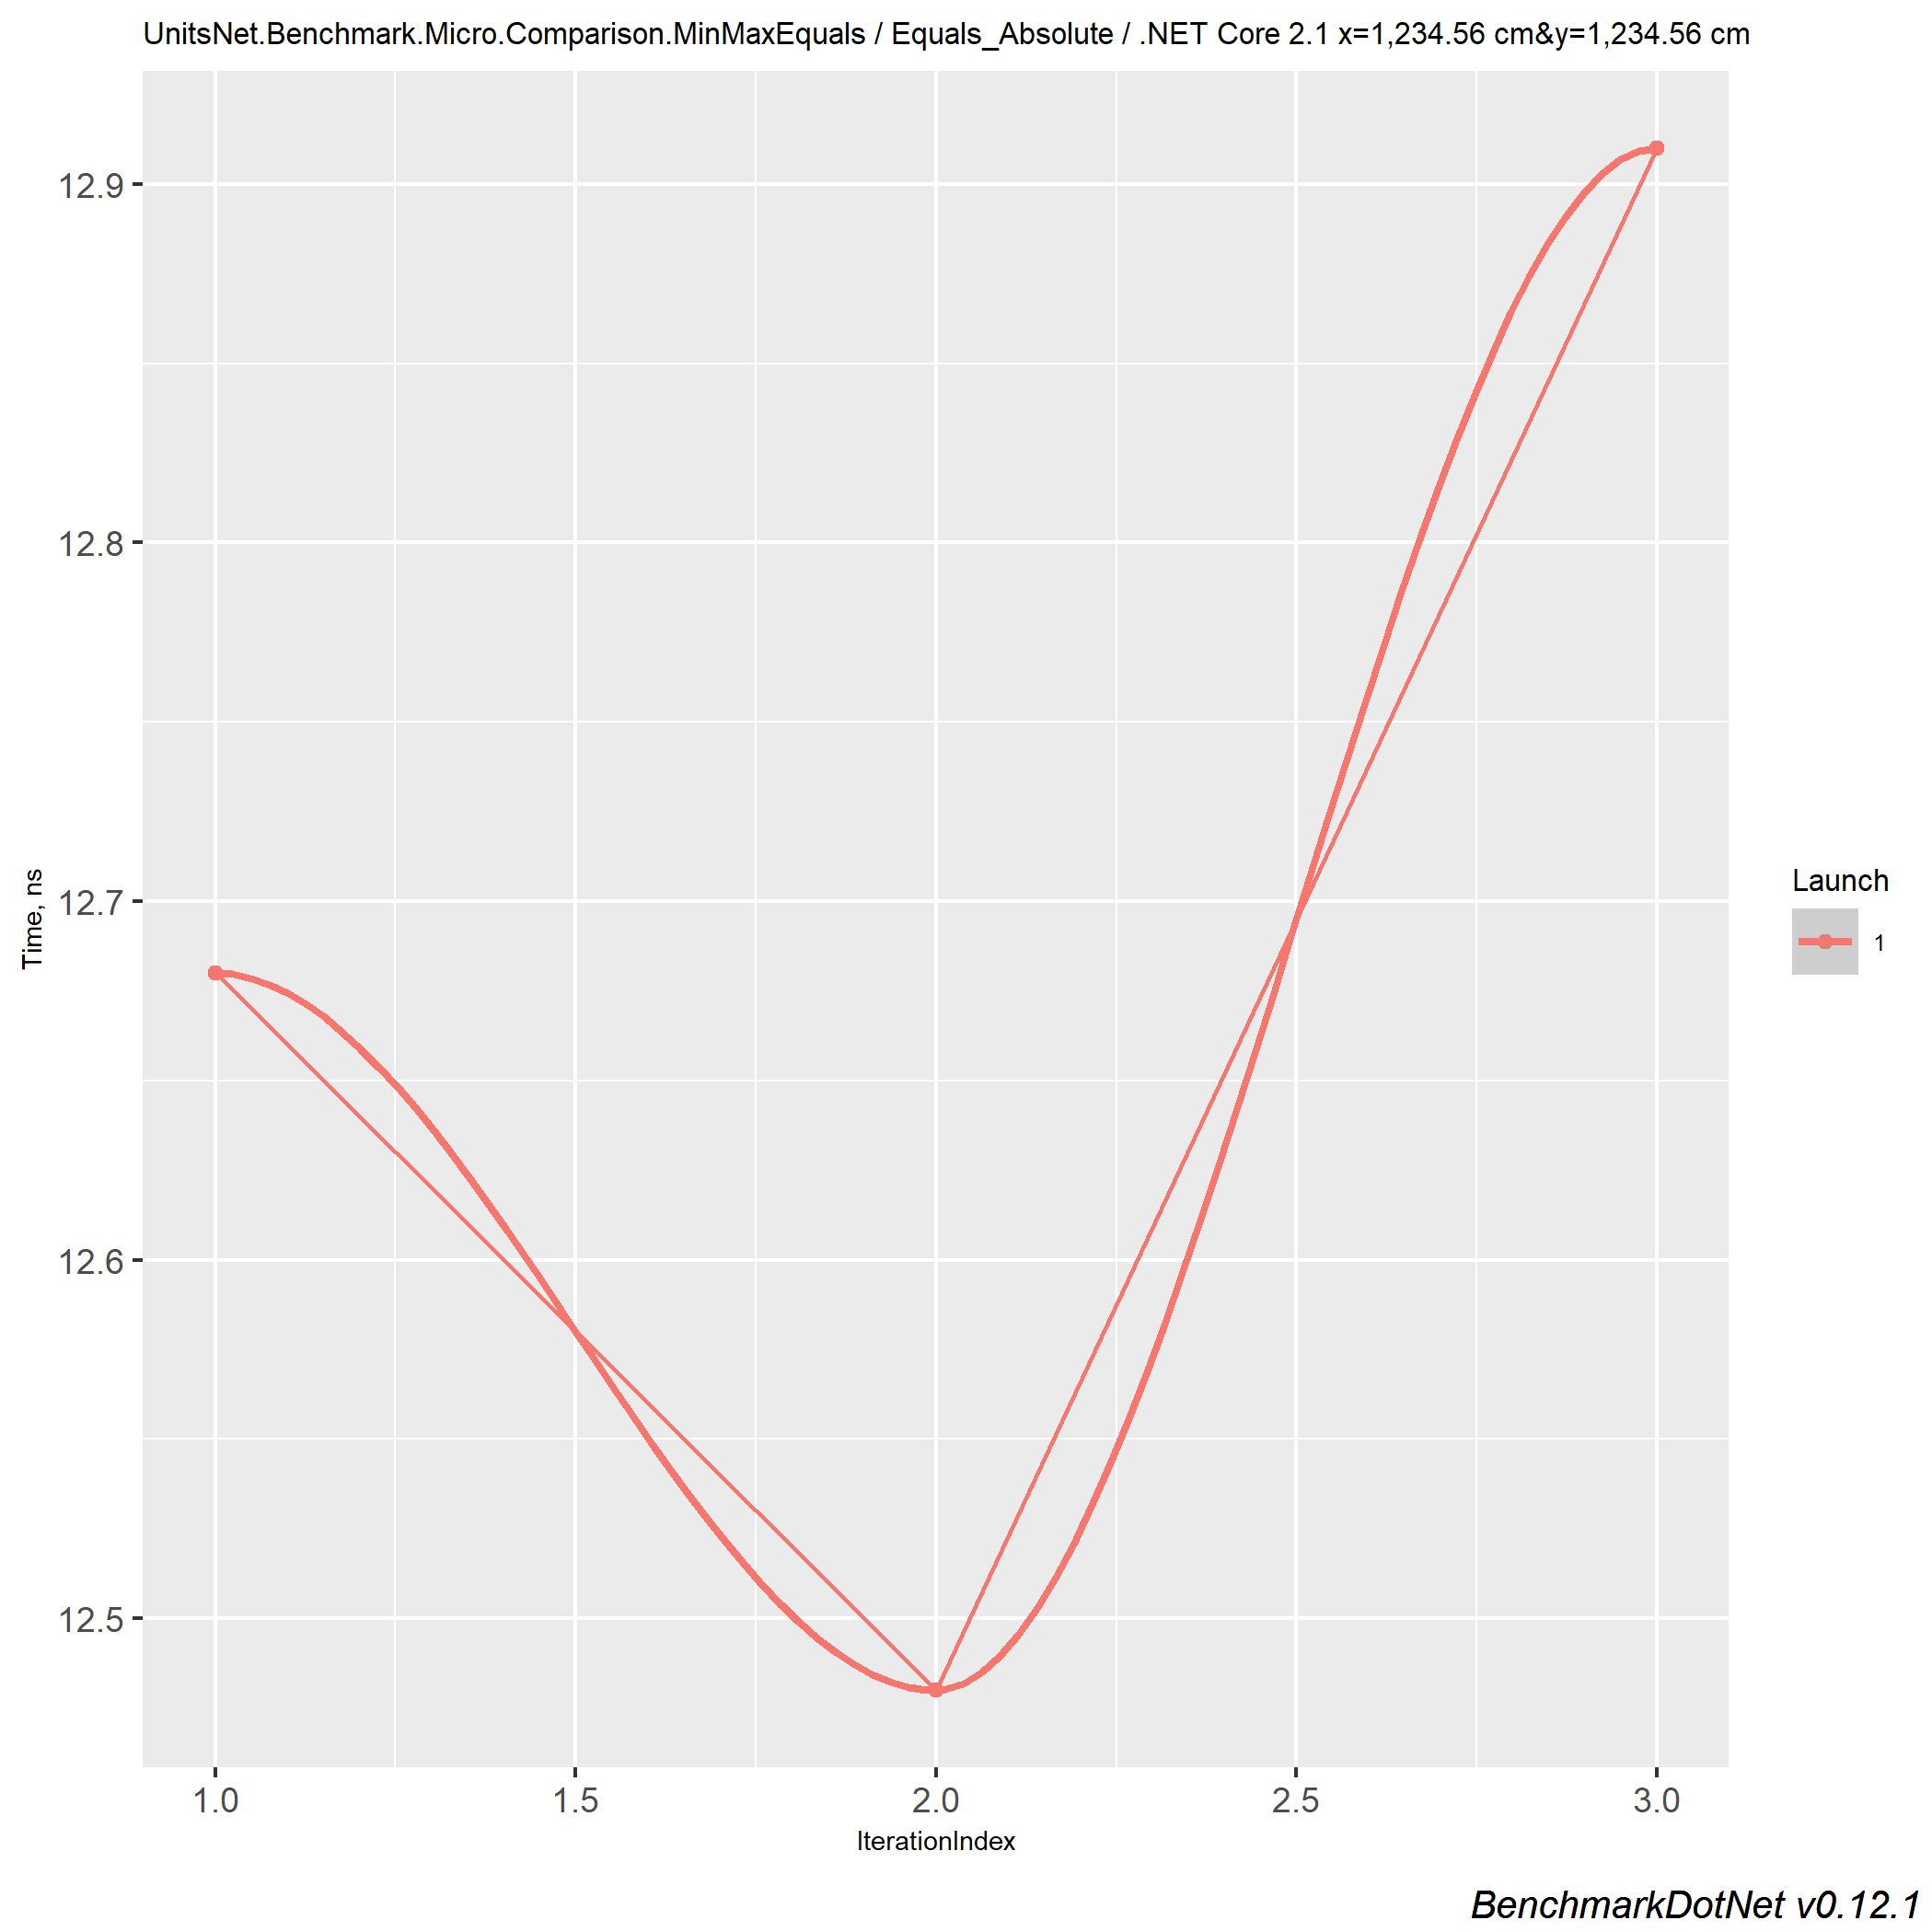 UnitsNet.Benchmark.Micro.Comparison.MinMaxEquals / Equals_Absolute / .NET Core 2.1 x=1,234.56 cm&y=1,234.56 cm
Time, ns
12.9
12.8
12.7
12.6
12.5
1.0 1.5 2.0 2.5 3.0
IterationIndex
Launch
1
BenchmarkDotNet v0.12.1